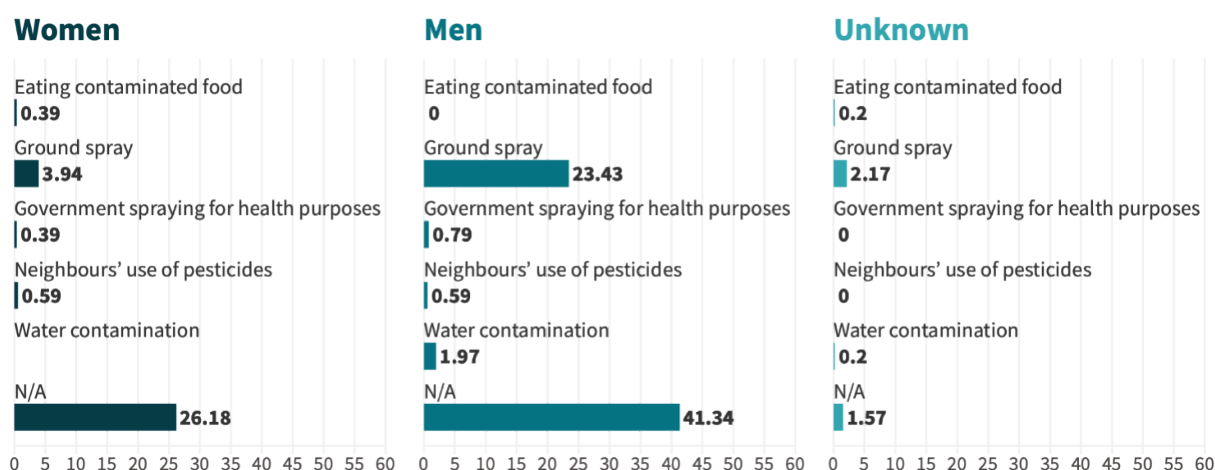 Women
Eating contaminated food
0.39
Ground spray
3.94
Government spraying for health purposes
0.39
Neighbours’ use of pesticides
0.59
Water contamination
N/A
26.18
0 5 10 15 20 25 30 35 40 45 50 55 60
Men
Eating contaminated food
0
Ground spray
23.43
Government spraying for health purposes
0.79
Neighbours’ use of pesticides
0.59
Water contamination
1.97
N/A
41.34
0 5 10 15 20 25 30 35 40 45 50 55 60
Unknown
Eating contaminated food
0.2
Ground spray
2.17
Government spraying for health purposes
0
Neighbours’ use of pesticides
0
Water contamination
0.2
N/A
1.57
0 5 10 15 20 25 30 35 40 45 50 55 60